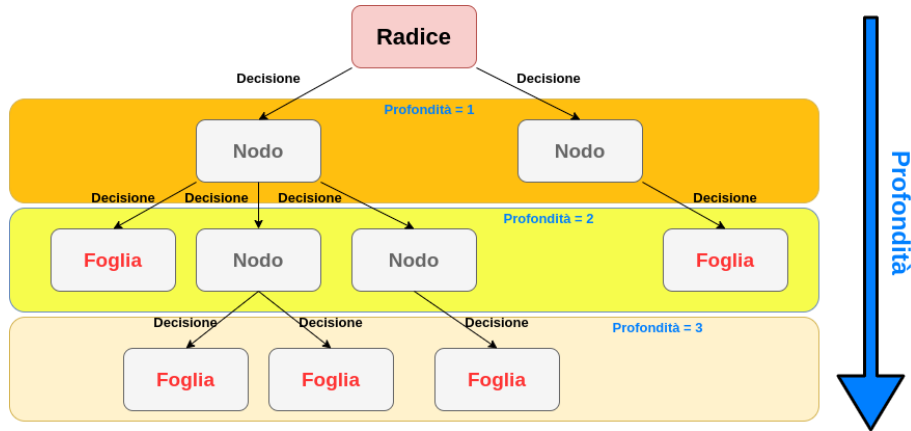 Radice
Decisione
Decisione
Profondità = 1
Nodo
Nodo
Decisione
Decisione
Decisione
Decisione
Profondità = 2
Foglia
Nodo
Nodo
Foglia
Decisione
Decisione
Decisione
Profondità = 3
Foglia
Foglia
Foglia
Profondità